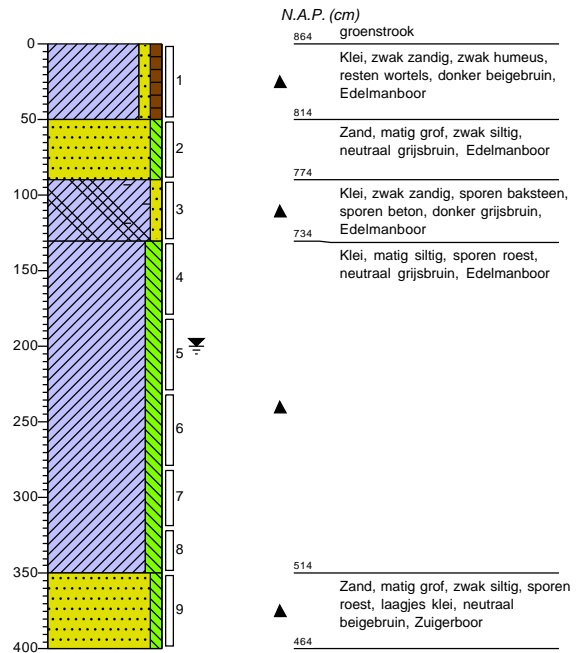 N.A.P. (cm)
864 groenstrook
0
Klei, zwak zandig, zwak humeus,
resten wortels, donker beigebruin,
Edelmanboor
1
50
814
Zand, matig grof, zwak siltig,
neutraal grijsbruin, Edelmanboor
2
774
100
Klei, zwak zandig, sporen baksteen,
sporen beton, donker grijsbruin,
Edelmanboor
3
734
Klei, matig siltig, sporen roest,
neutraal grijsbruin, Edelmanboor
4
150
200
5
250
6
300
7
8
350
514
Zand, matig grof, zwak siltig, sporen
roest, laagjes klei, neutraal
beigebruin, Zuigerboor
9
400
464